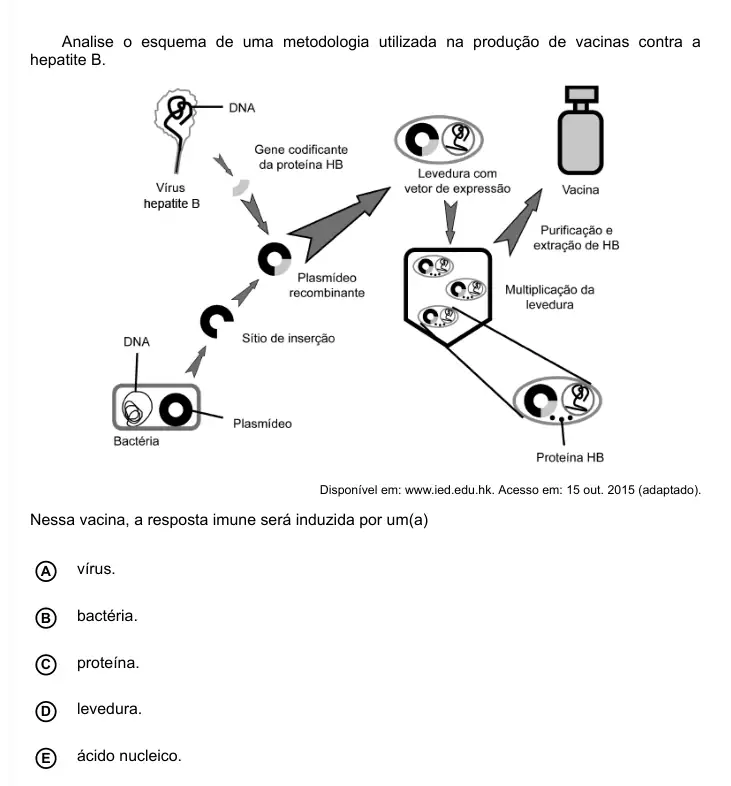 Analise o esquema de uma metodologia utilizada na produção de vacinas contra a
hepatite B.
DNA
Gene codificante
da proteína HB
Vírus
hepatite B
Levedura com
vetor de expressão
Vacina
Purificação e
extração de HB
Plasmídeo
recombinante
Multiplicação da
levedura
Sítio de inserção
DNA
Plasmídeo
Bactéria
Proteína HB
Disponível em: www.ied.edu.hk. Acesso em: 15 out. 2015 (adaptado).
Nessa vacina, a resposta imune será induzida por um(a)
A vírus.
B bactéria.
C proteína.
D levedura.
E ácido nucleico.